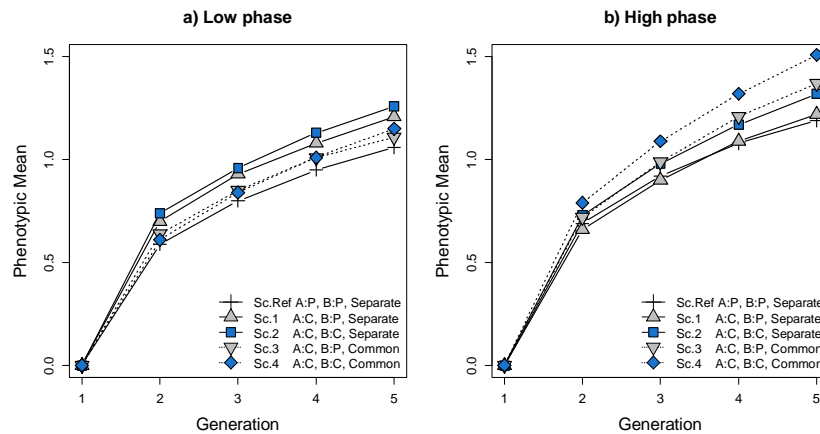 a) Low phase
1.5
1.0
0.5
0.0
Phenotypic Mean
Sc.Ref A:P, B:P, Separate
Sc.1 A:C, B:P, Separate
Sc.2 A:C, B:C, Separate
Sc.3 A:C, B:P, Common
Sc.4 A:C, B:C, Common
1 2 3 4 5
Generation
b) High phase
1.5
1.0
0.5
0.0
Phenotypic Mean
Sc.Ref A:P, B:P, Separate
Sc.1 A:C, B:P, Separate
Sc.2 A:C, B:C, Separate
Sc.3 A:C, B:P, Common
Sc.4 A:C, B:C, Common
1 2 3 4 5
Generation